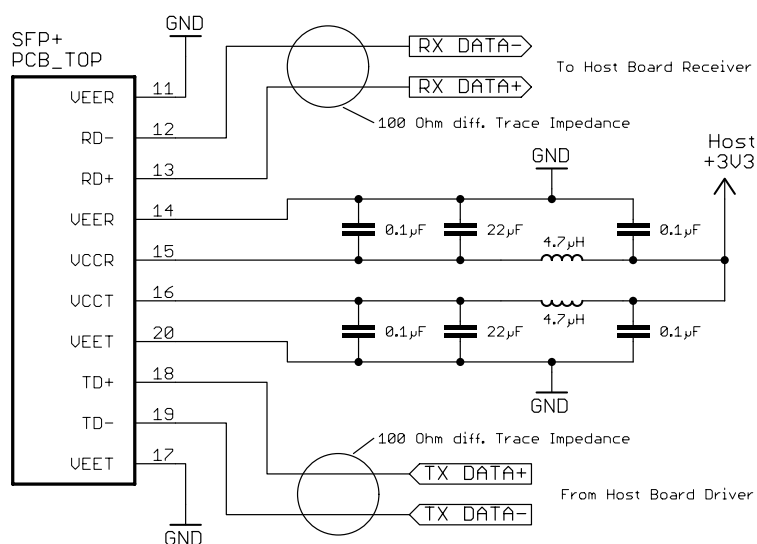 SFP+
PCB_TOP
GND
RX DATA-
RX DATA+
To Host Board Receiver
100 Ohm diff. Trace Impedance
VEER 11
RD- 12
RD+ 13
VEER 14
VCCR 15
VCCT 16
VEET 20
TD+ 18
TD- 19
VEET 17
Host
+3V3
GND
0.1µF
22µF
4.7µH
0.1µF
4.7µH
0.1µF
22µF
0.1µF
GND
100 Ohm diff. Trace Impedance
TX DATA+
TX DATA-
From Host Board Driver
GND